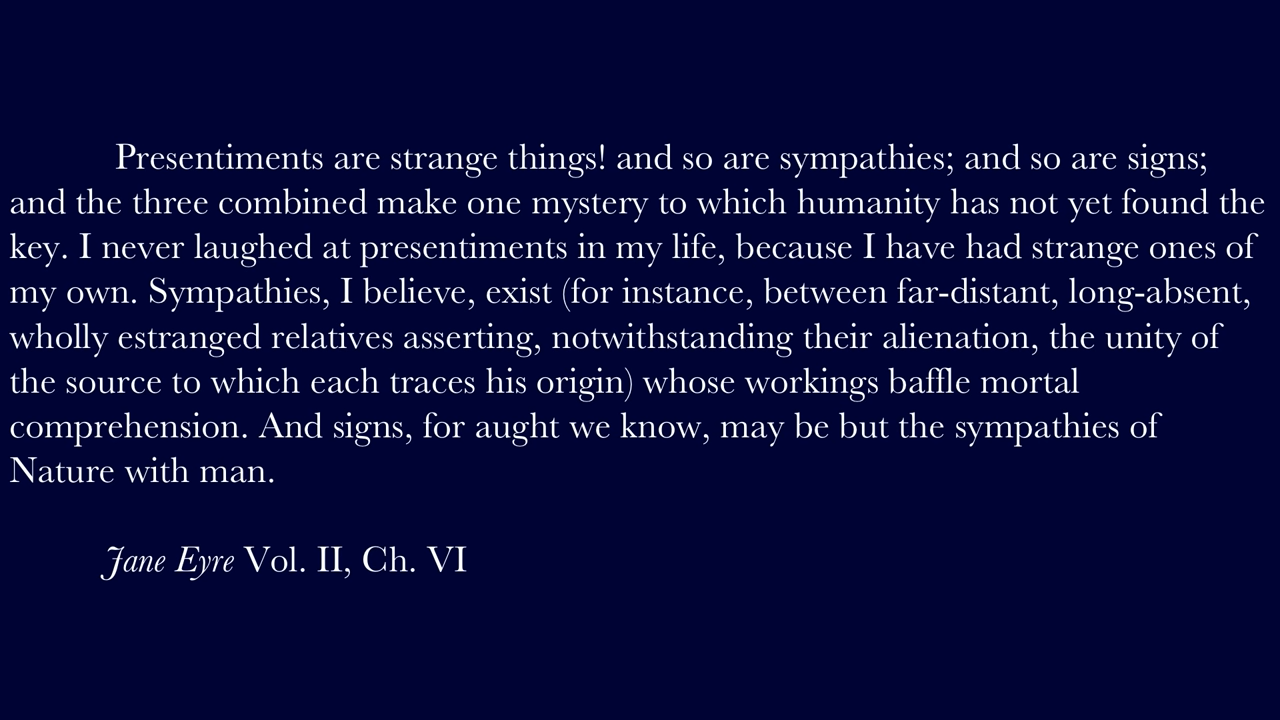 Presentiments are strange things! and so are sympathies; and so are signs;
and the three combined make one mystery to which humanity has not yet found the
key. I never laughed at presentiments in my life, because I have had strange ones of
my own. Sympathies, I believe, exist (for instance, between far-distant, long-absent,
wholly estranged relatives asserting, notwithstanding their alienation, the unity of
the source to which each traces his origin) whose workings baffle mortal
comprehension. And signs, for aught we know, may be but the sympathies of
Nature with man.
Jane Eyre Vol. II, Ch. VI